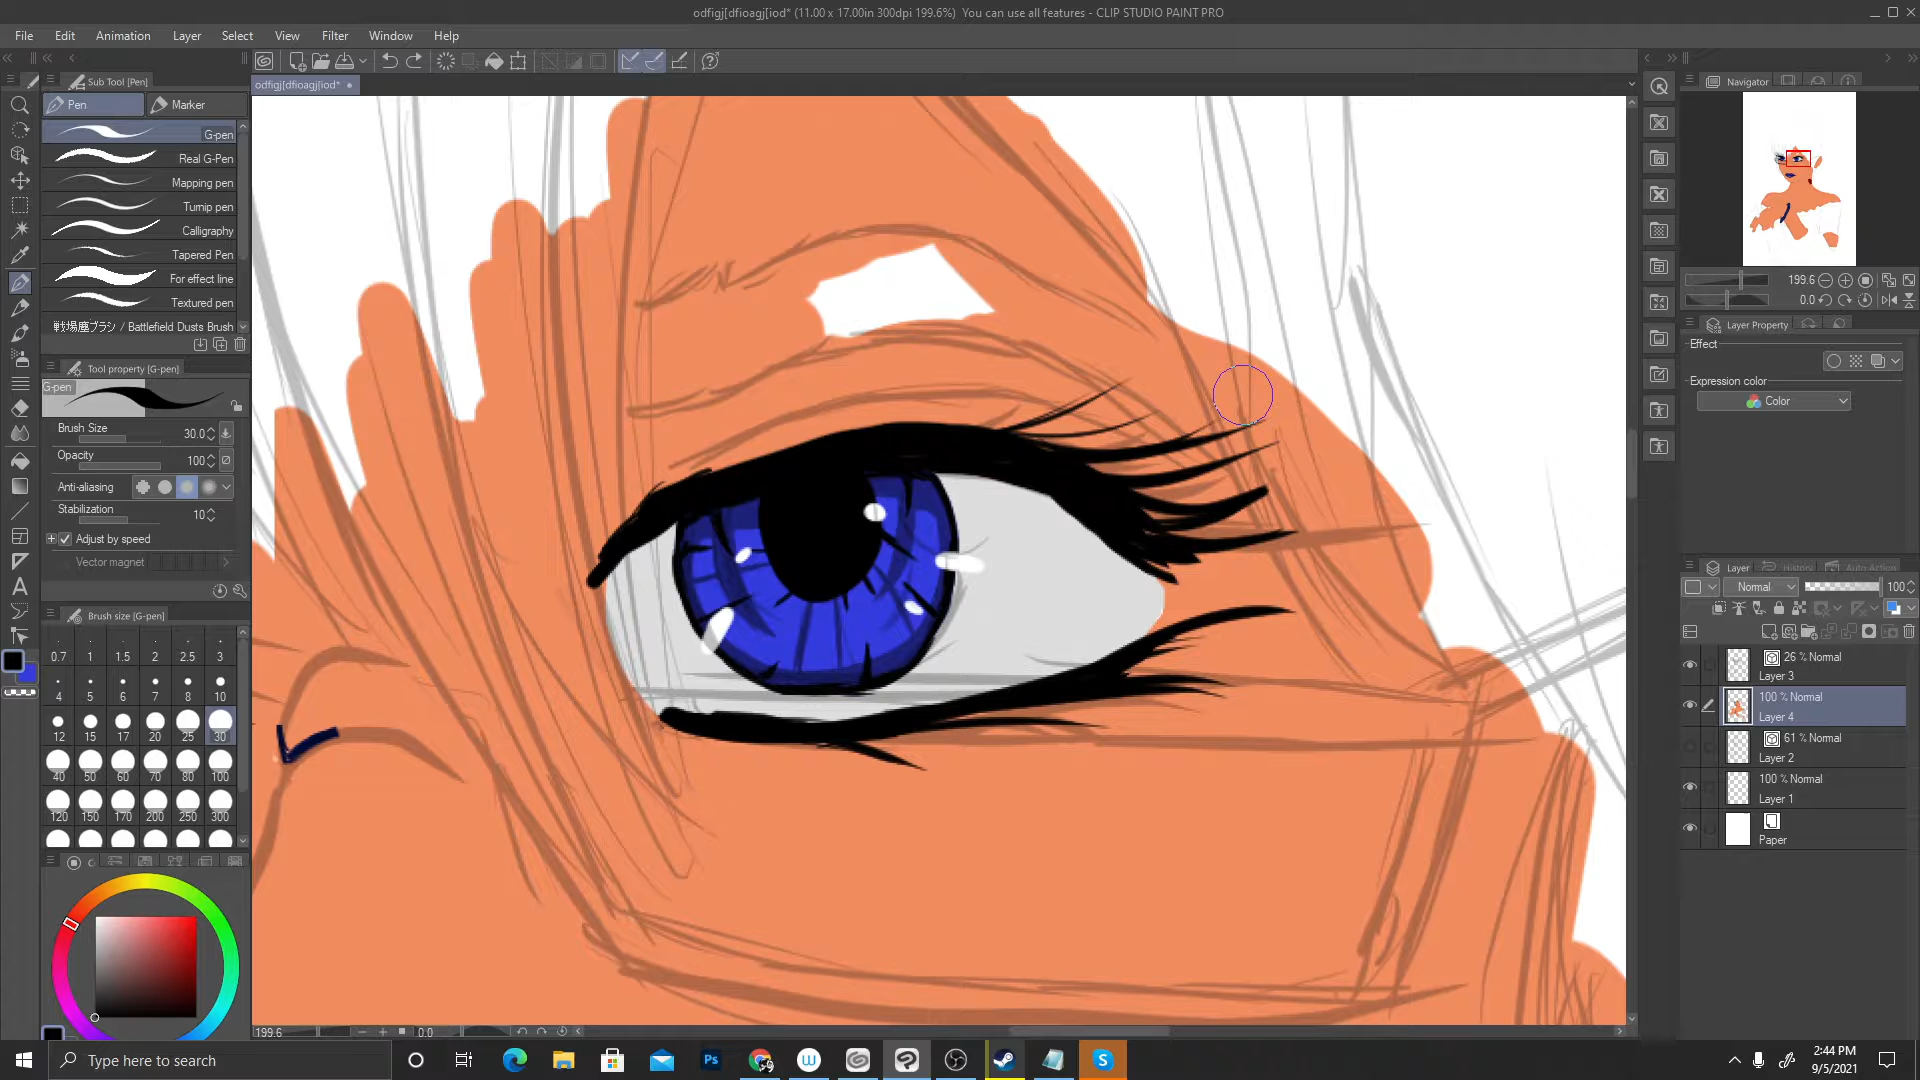 odfigj[dfioagj[iod* (11.00 x 17.00in 300dpi 199.6%)  You can use all features - CLIP STUDIO PAINT PRO
File Edit Animation Layer Select View Filter Window Help
Sub Tool [Pen]
odfigj[dfioagj[iod*
Navigator
Pen Marker
G-pen
Real G-Pen
Mapping pen
Turnip pen
Calligraphy
Tapered Pen
For effect line
Textured pen
戦場塵ブラシ / Battlefield Dusts Brush
199.6
0.0
Layer Property
Effect
Expression color
Color
Tool property [G-pen]
G-pen
Brush Size 30.0
Opacity 100
Anti-aliasing
Stabilization 10
Adjust by speed
Vector magnet
Brush size [G-pen]
0.7 1 1.5 2 2.5 3
4 5 6 7 8 10
12 15 17 20 25 30
40 50 60 70 80 100
120 150 170 200 250 300
Layer History Auto Action
Normal 100
26 % Normal
Layer 3
100 % Normal
Layer 4
61 % Normal
Layer 2
100 % Normal
Layer 1
Paper
199.6 0.0
Type here to search
Ps
2:44 PM
9/5/2021